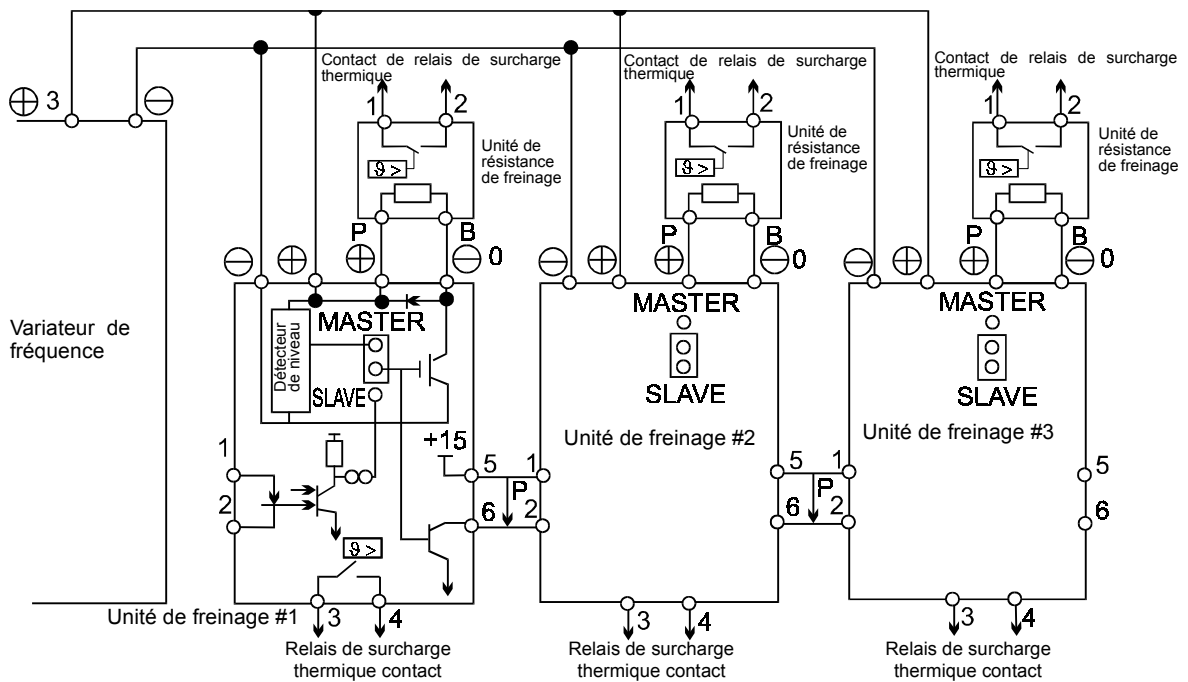 Contact de relais de surcharge
thermique
Contact de relais de surcharge
thermique
Contact de relais de surcharge
thermique
⊕ 3 ⊖
1 2
1 2
1 2
Unité de
résistance
de freinage
Unité de
résistance
de freinage
Unité de
résistance
de freinage
ϑ >
ϑ >
ϑ >
P B
P B
P B
⊖ ⊕ ⊕ ⊖ 0
⊖ ⊕ ⊕ ⊖ 0
⊖ ⊕ ⊕ ⊖ 0
Variateur de
fréquence
Détecteur
de niveau
MASTER
SLAVE
MASTER
SLAVE
MASTER
SLAVE
Unité de freinage #2
Unité de freinage #3
+15
1
2
5
6
P
1
2
5
6
P
1
2
5
6
ϑ >
Unité de freinage #1
3 4
3 4
3 4
Relais de surcharge
thermique contact
Relais de surcharge
thermique contact
Relais de surcharge
thermique contact